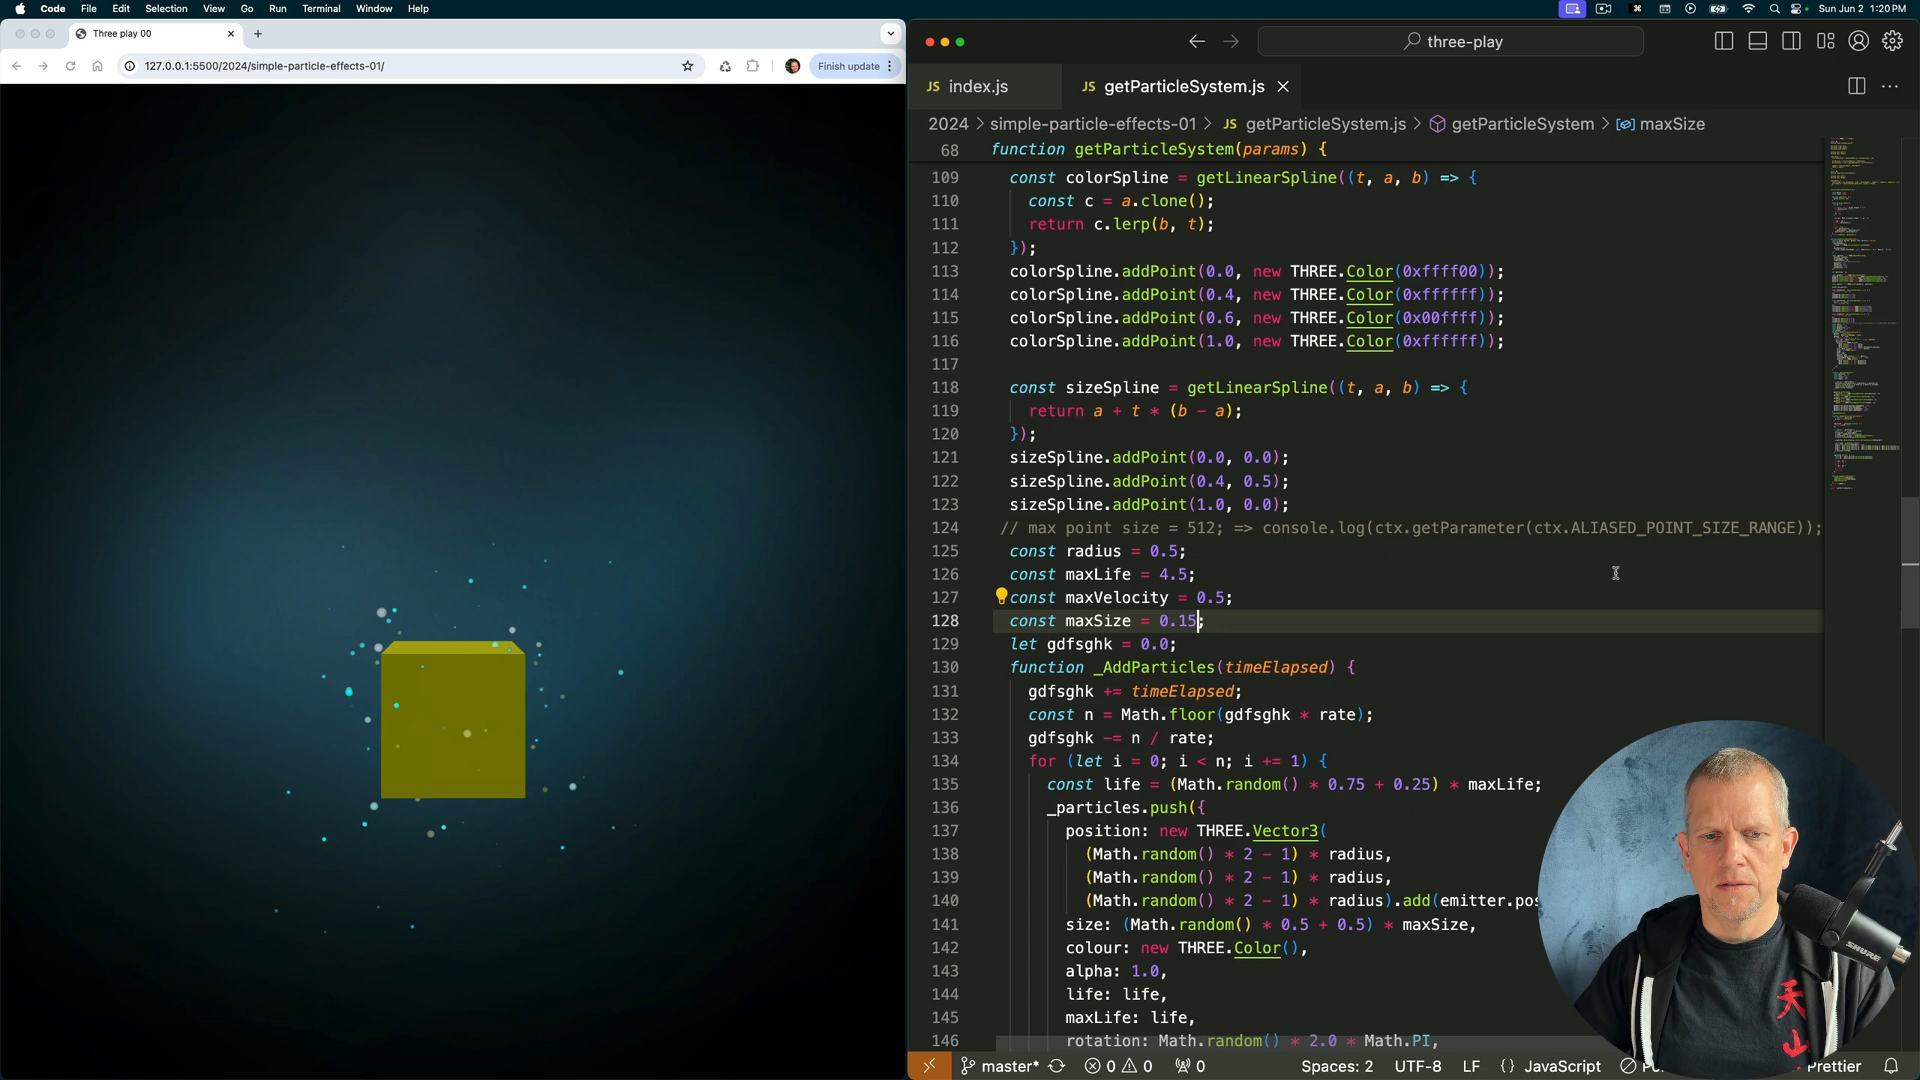 Code File Edit Selection View Go Run Terminal Window Help
Sun Jun 2 1:20 PM
Three play 00
127.0.0.1:5500/2024/simple-particle-effects-01/
Finish update
three-play
JS index.js
JS getParticleSystem.js
2024 > simple-particle-effects-01 > JS getParticleSystem.js > getParticleSystem > maxSize
68 function getParticleSystem(params) {
109 const colorSpline = getLinearSpline((t, a, b) => {
110 const c = a.clone();
111 return c.lerp(b, t);
112 });
113 colorSpline.addPoint(0.0, new THREE.Color(0xffff00));
114 colorSpline.addPoint(0.4, new THREE.Color(0xffffff));
115 colorSpline.addPoint(0.6, new THREE.Color(0x00ffff));
116 colorSpline.addPoint(1.0, new THREE.Color(0xffffff));
117
118 const sizeSpline = getLinearSpline((t, a, b) => {
119 return a + t * (b - a);
120 });
121 sizeSpline.addPoint(0.0, 0.0);
122 sizeSpline.addPoint(0.4, 0.5);
123 sizeSpline.addPoint(1.0, 0.0);
124 // max point size = 512; => console.log(ctx.getParameter(ctx.ALIASED_POINT_SIZE_RANGE));
125 const radius = 0.5;
126 const maxLife = 4.5;
127 const maxVelocity = 0.5;
128 const maxSize = 0.15;
129 let gdfsghk = 0.0;
130 function _AddParticles(timeElapsed) {
131 gdfsghk += timeElapsed;
132 const n = Math.floor(gdfsghk * rate);
133 gdfsghk -= n / rate;
134 for (let i = 0; i < n; i += 1) {
135 const life = (Math.random() * 0.75 + 0.25) * maxLife;
136 _particles.push({
137 position: new THREE.Vector3(
138 (Math.random() * 2 - 1) * radius,
139 (Math.random() * 2 - 1) * radius,
140 (Math.random() * 2 - 1) * radius).add(emitter.pos
141 size: (Math.random() * 0.5 + 0.5) * maxSize,
142 colour: new THREE.Color(),
143 alpha: 1.0,
144 life: life,
145 maxLife: life,
146 rotation: Math.random() * 2.0 * Math.PI,
SHURE
天
山
master* 0 0 0 Spaces: 2 UTF-8 LF {} JavaScript Prettier